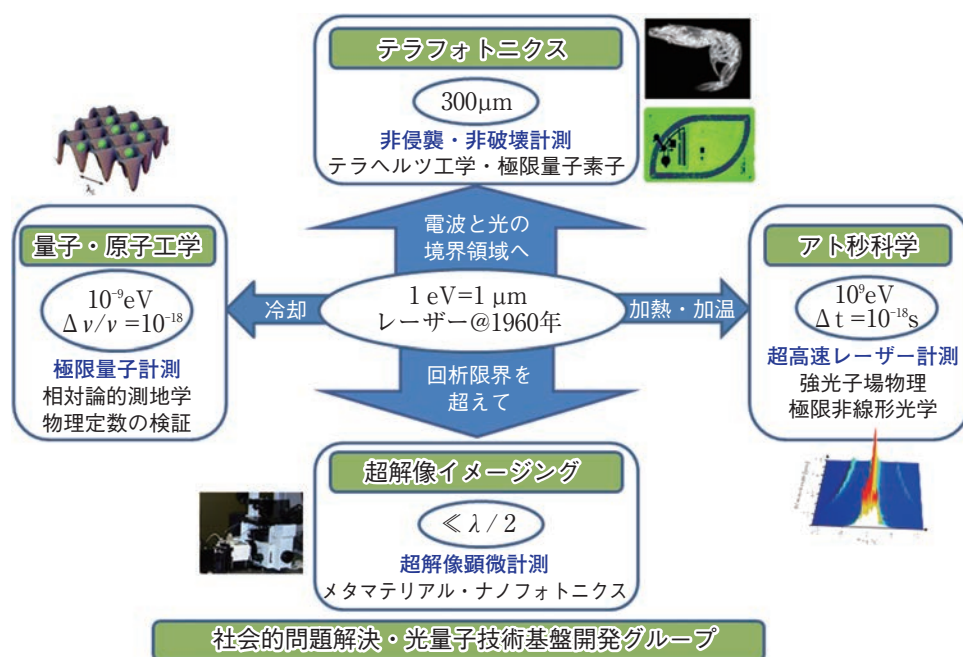 テラフォトニクス
300μm
非侵襲・非破壊計測
テラヘルツ工学・極限量子素子
電波と光の
境界領域へ
λ
量子・原子工学
10⁻⁹eV
Δν/ν=10⁻¹⁸
極限量子計測
相対論的測地学
物理定数の検証
冷却
1 eV=1 μm
レーザー@1960年
加熱・加温
アト秒科学
10⁹eV
Δt=10⁻¹⁸s
超高速レーザー計測
強光子場物理
極限非線形光学
回析限界を
超えて
超解像イメージング
≪ λ / 2
超解像顕微計測
メタマテリアル・ナノフォトニクス
社会的問題解決・光量子技術基盤開発グループ